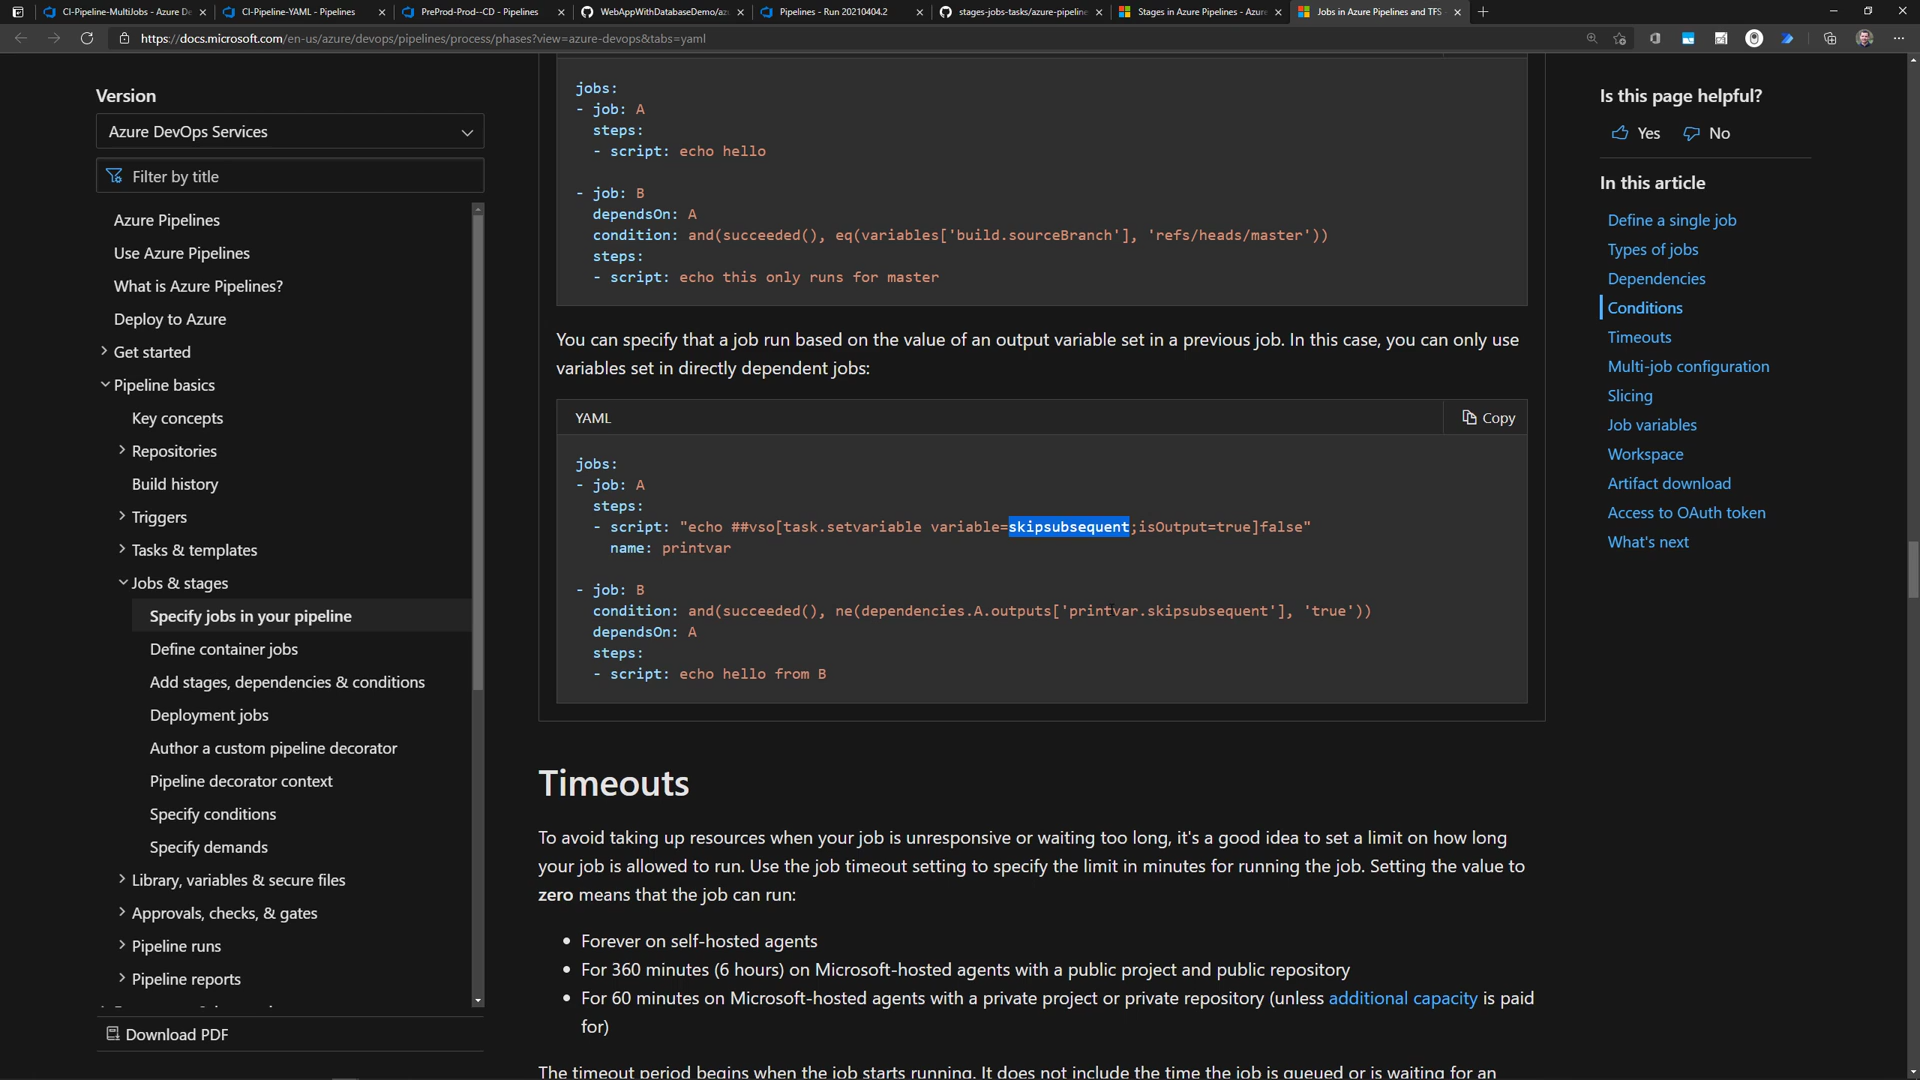 CI-Pipeline-MultiJobs - Azure De
CI-Pipeline-YAML - Pipelines
PreProd-Prod--CD - Pipelines
WebAppWithDatabaseDemo/az
Pipelines - Run 20210404.2
stages-jobs-tasks/azure-pipeline
Stages in Azure Pipelines - Azure
Jobs in Azure Pipelines and TFS
https://docs.microsoft.com/en-us/azure/devops/pipelines/process/phases?view=azure-devops&tabs=yaml
Version
Azure DevOps Services
Filter by title
Azure Pipelines
Use Azure Pipelines
What is Azure Pipelines?
Deploy to Azure
Get started
Pipeline basics
Key concepts
Repositories
Build history
Triggers
Tasks & templates
Jobs & stages
Specify jobs in your pipeline
Define container jobs
Add stages, dependencies & conditions
Deployment jobs
Author a custom pipeline decorator
Pipeline decorator context
Specify conditions
Specify demands
Library, variables & secure files
Approvals, checks, & gates
Pipeline runs
Pipeline reports
Download PDF
jobs:
- job: A
steps:
- script: echo hello
- job: B
dependsOn: A
condition: and(succeeded(), eq(variables['build.sourceBranch'], 'refs/heads/master'))
steps:
- script: echo this only runs for master
You can specify that a job run based on the value of an output variable set in a previous job. In this case, you can only use
variables set in directly dependent jobs:
YAML
Copy
jobs:
- job: A
steps:
- script: "echo ##vso[task.setvariable variable=skipsubsequent;isOutput=true]false"
name: printvar
- job: B
condition: and(succeeded(), ne(dependencies.A.outputs['printvar.skipsubsequent'], 'true'))
dependsOn: A
steps:
- script: echo hello from B
Timeouts
To avoid taking up resources when your job is unresponsive or waiting too long, it's a good idea to set a limit on how long
your job is allowed to run. Use the job timeout setting to specify the limit in minutes for running the job. Setting the value to
zero means that the job can run:
• Forever on self-hosted agents
• For 360 minutes (6 hours) on Microsoft-hosted agents with a public project and public repository
• For 60 minutes on Microsoft-hosted agents with a private project or private repository (unless additional capacity is paid
for)
The timeout period begins when the job starts running. It does not include the time the job is queued or is waiting for an
Is this page helpful?
Yes No
In this article
Define a single job
Types of jobs
Dependencies
Conditions
Timeouts
Multi-job configuration
Slicing
Job variables
Workspace
Artifact download
Access to OAuth token
What's next